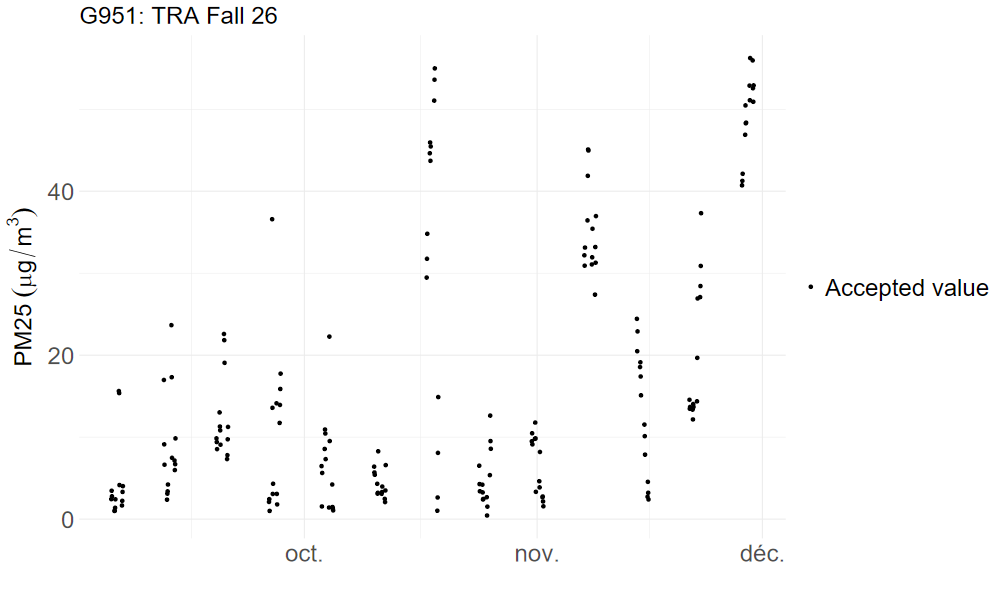 G951: TRA Fall 26
PM25 (μg/m³)
40
20
0
oct.
nov.
déc.
Accepted value